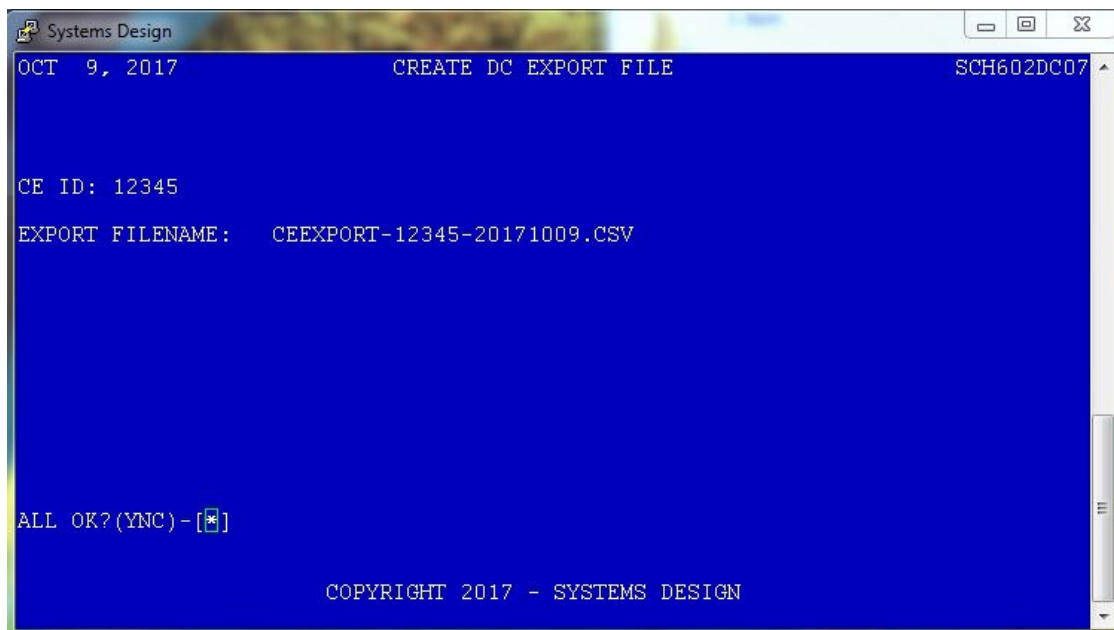 Systems Design
OCT 9, 2017 CREATE DC EXPORT FILE SCH602DC07
CE ID: 12345
EXPORT FILENAME: CEEXPORT-12345-20171009.CSV
ALL OK?(YNC)-[*]
COPYRIGHT 2017 - SYSTEMS DESIGN